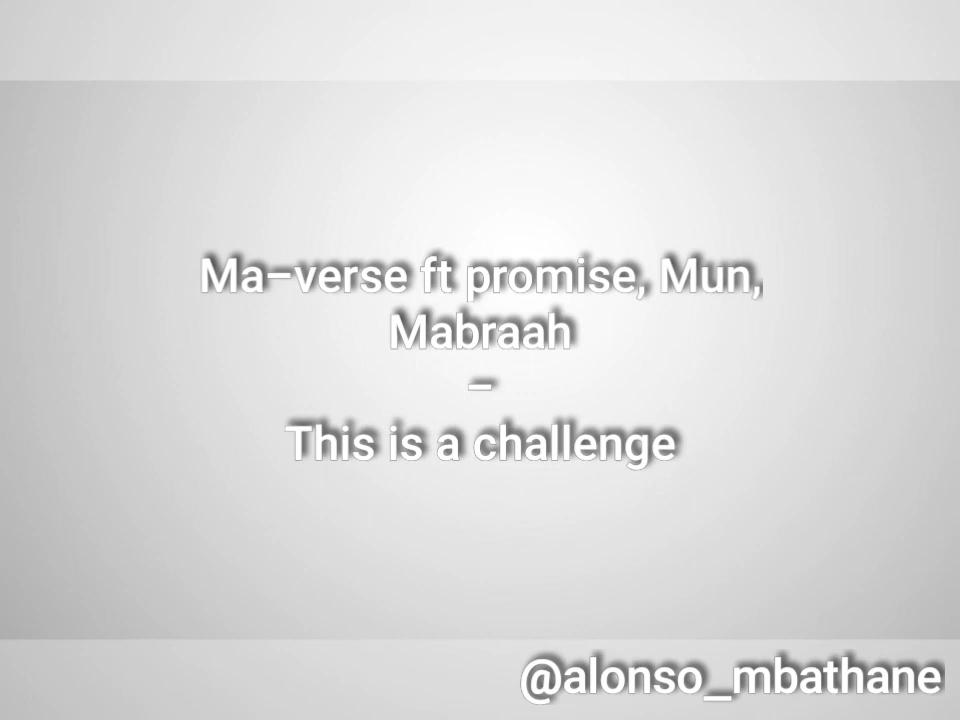 Ma–verse ft promise, Mun,
Mabraah
–
This is a challenge
@alonso_mbathane